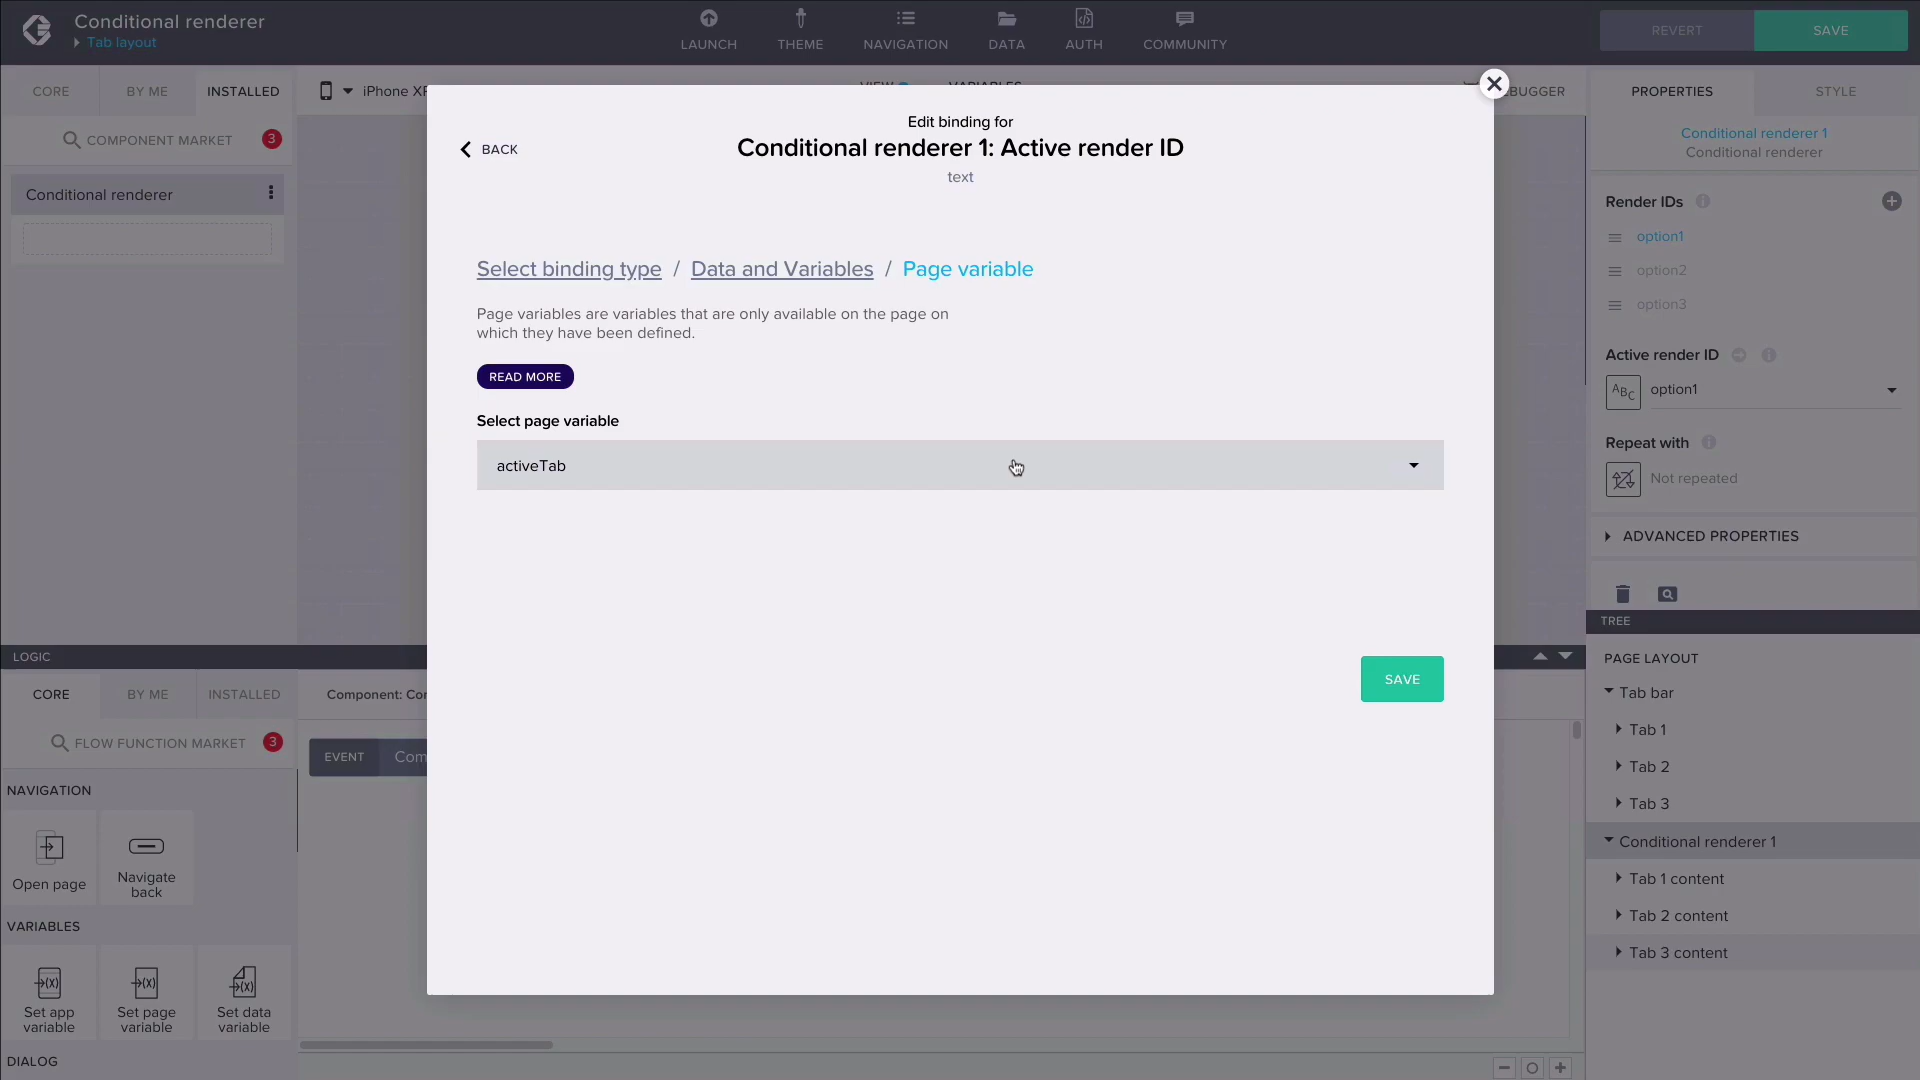 Conditional renderer
Tab layout
LAUNCH
THEME
NAVIGATION
DATA
AUTH
COMMUNITY
REVERT
SAVE
CORE
BY ME
INSTALLED
COMPONENT MARKET
3
Conditional renderer
iPhone XR
VIEW
VARIABLES
BUGGER
Edit binding for
BACK
Conditional renderer 1: Active render ID
text
Select binding type / Data and Variables / Page variable
Page variables are variables that are only available on the page on
which they have been defined.
READ MORE
Select page variable
activeTab
SAVE
PROPERTIES
STYLE
Conditional renderer 1
Conditional renderer
Render IDs
option1
option2
option3
Active render ID
ABC
option1
Repeat with
Not repeated
ADVANCED PROPERTIES
TREE
PAGE LAYOUT
Tab bar
Tab 1
Tab 2
Tab 3
Conditional renderer 1
Tab 1 content
Tab 2 content
Tab 3 content
LOGIC
CORE
BY ME
INSTALLED
Component: Con
FLOW FUNCTION MARKET
3
EVENT
Com
NAVIGATION
Open page
Navigate
back
VARIABLES
(x)
(x)
(x)
Set app
variable
Set page
variable
Set data
variable
DIALOG